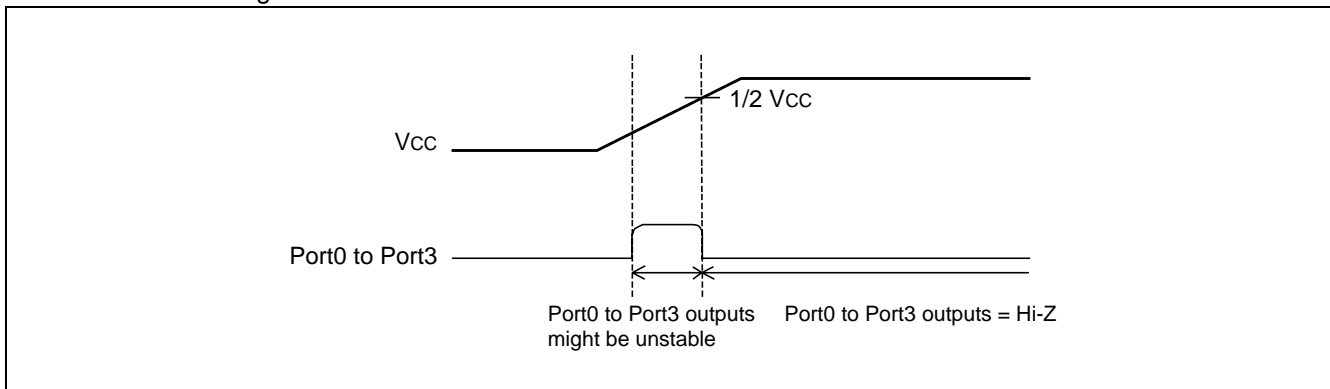 1/2 VCC
VCC
Port0 to Port3
Port0 to Port3 outputs
might be unstable
Port0 to Port3 outputs = Hi-Z